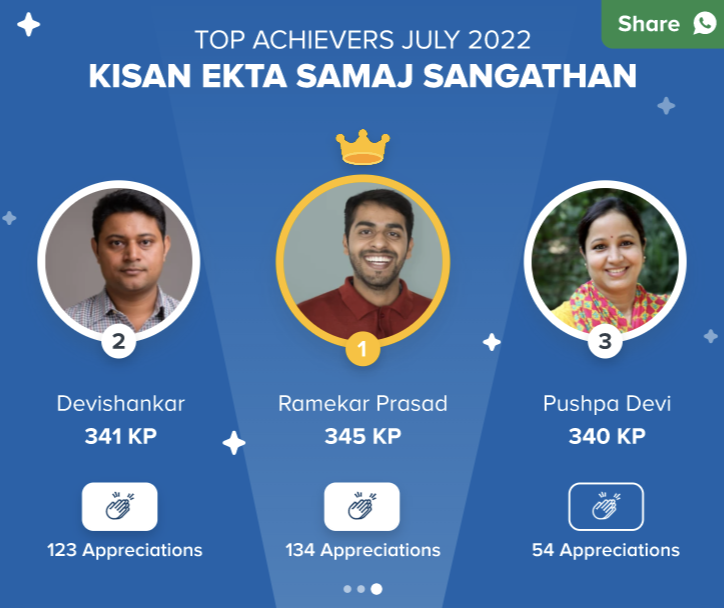 Share
TOP ACHIEVERS JULY 2022
KISAN EKTA SAMAJ SANGATHAN
2
1
3
Devishankar
Ramekar Prasad
Pushpa Devi
341 KP
345 KP
340 KP
123 Appreciations
134 Appreciations
54 Appreciations